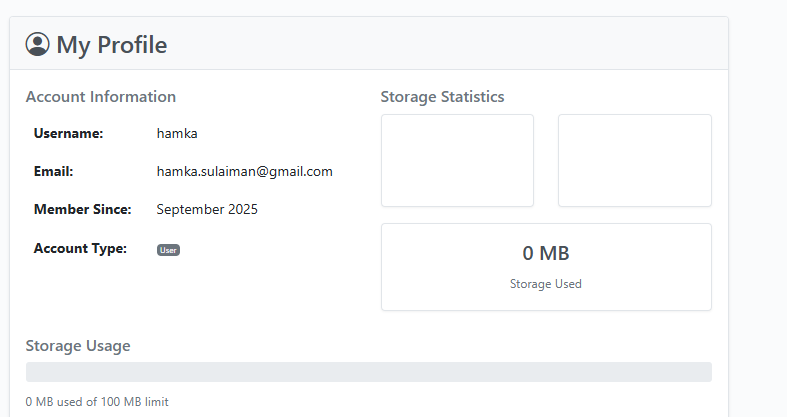 My Profile
Account Information
Username: hamka
Email: hamka.sulaiman@gmail.com
Member Since: September 2025
Account Type: User
Storage Statistics
0 MB
Storage Used
Storage Usage
0 MB used of 100 MB limit